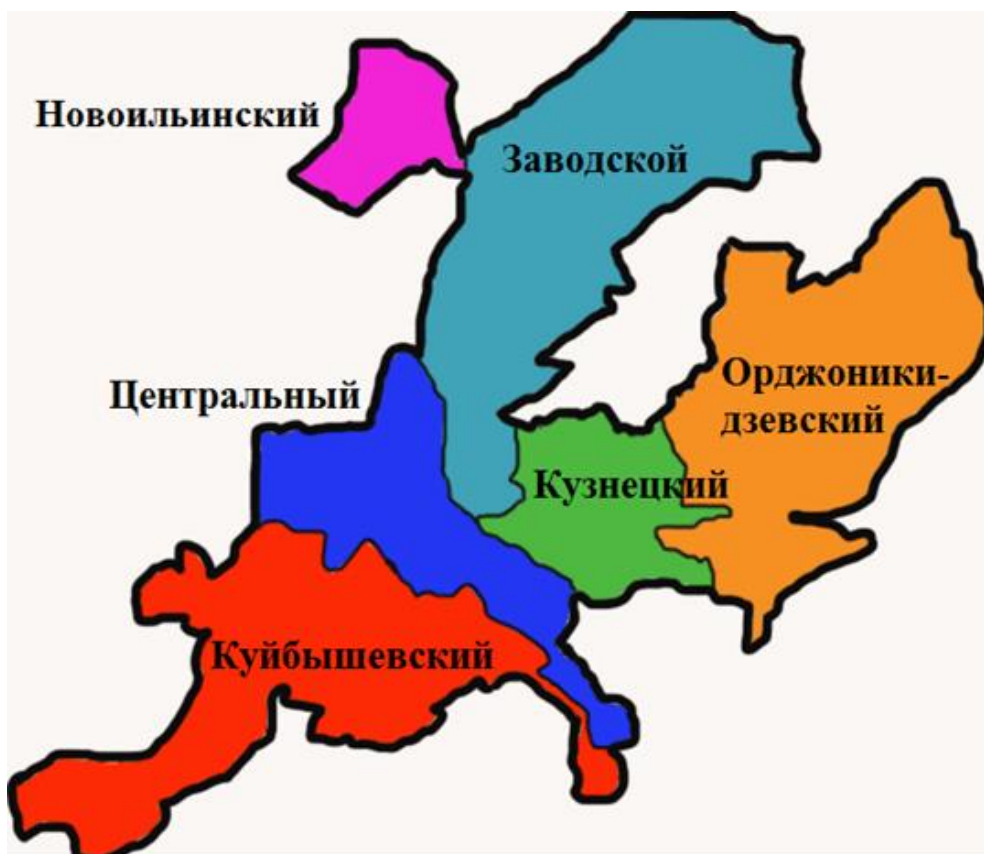 Новоильинский
Заводской
Орджоники-
дзевский
Центральный
Кузнецкий
Куйбышевский